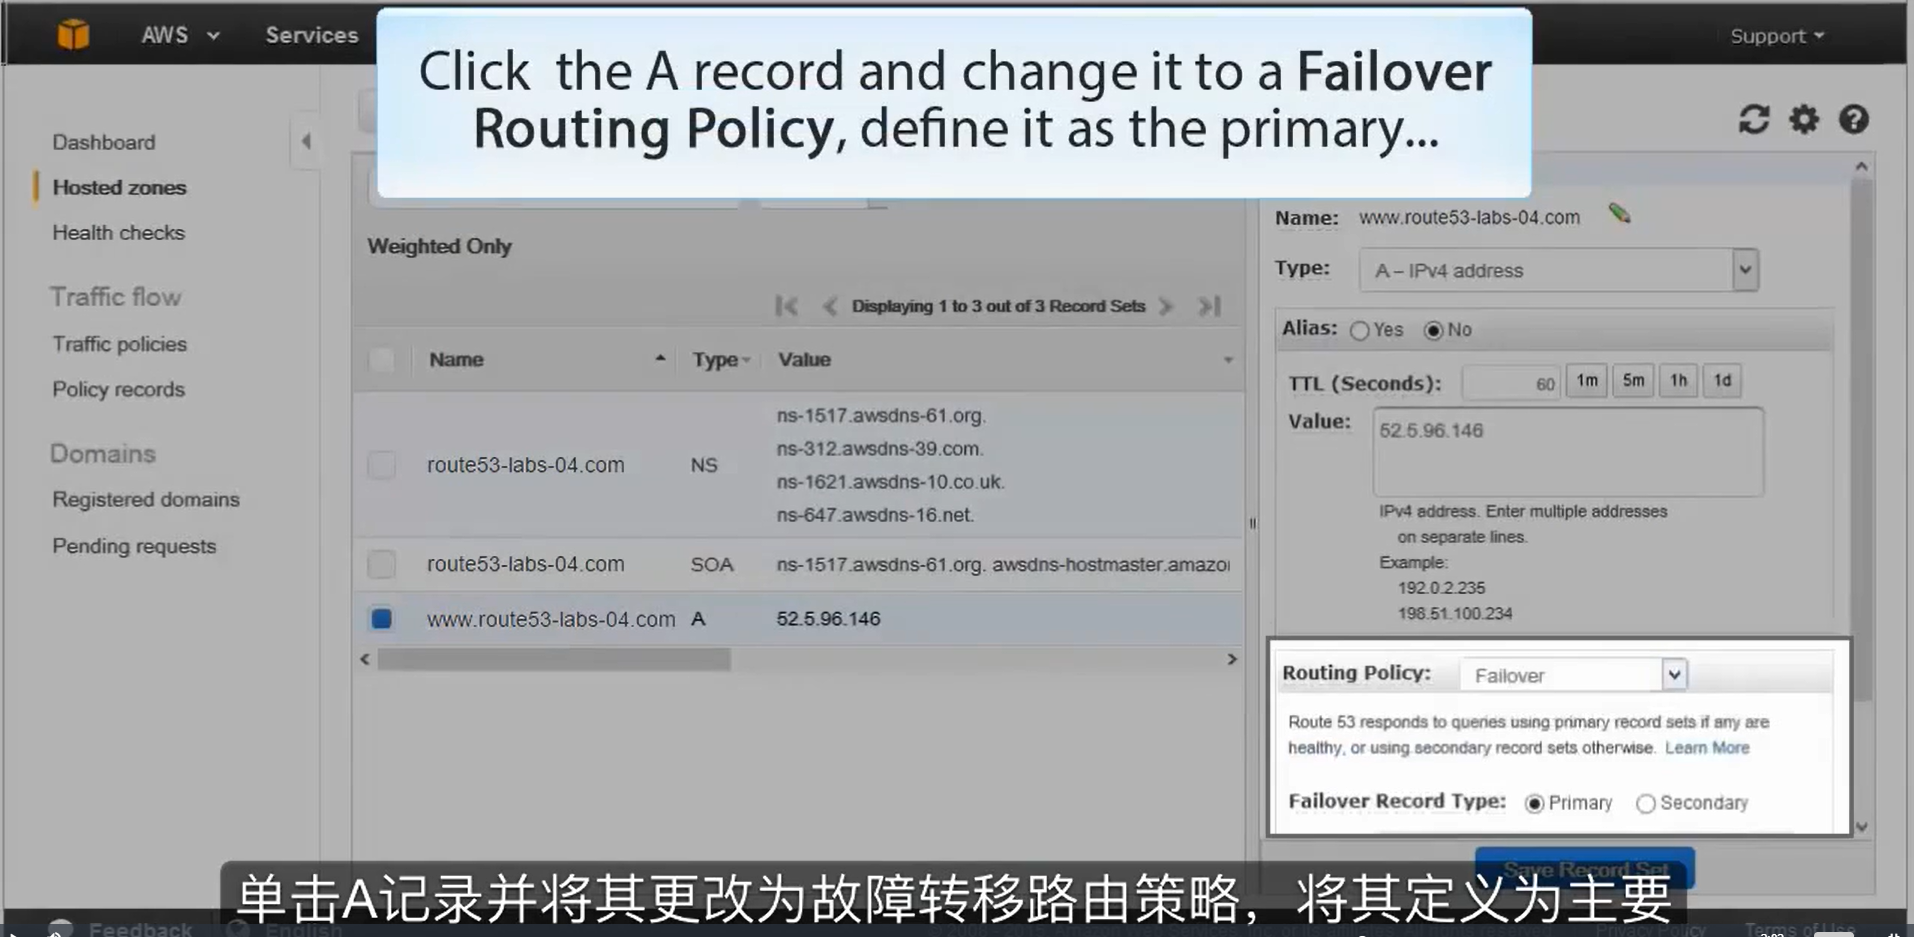 AWS
Services
Support
Click the A record and change it to a Failover
Routing Policy, define it as the primary...
Dashboard
Hosted zones
Health checks
Traffic flow
Traffic policies
Policy records
Domains
Registered domains
Pending requests
Weighted Only
Displaying 1 to 3 out of 3 Record Sets
Name Type Value
route53-labs-04.com NS
ns-1517.awsdns-61.org.
ns-312.awsdns-39.com.
ns-1621.awsdns-10.co.uk.
ns-647.awsdns-16.net.
route53-labs-04.com SOA ns-1517.awsdns-61.org. awsdns-hostmaster.amazo
www.route53-labs-04.com A 52.5.96.146
Name: www.route53-labs-04.com
Type: A – IPv4 address
Alias: Yes No
TTL (Seconds): 60 1m 5m 1h 1d
Value: 52.5.96.146
IPv4 address. Enter multiple addresses
on separate lines.
Example:
192.0.2.235
198.51.100.234
Routing Policy: Failover
Route 53 responds to queries using primary record sets if any are
healthy, or using secondary record sets otherwise. Learn More
Failover Record Type: Primary Secondary
Save Record Set
单击A记录并将其更改为故障转移路由策略，将其定义为主要
Feedback English
Privacy Policy Terms of Use